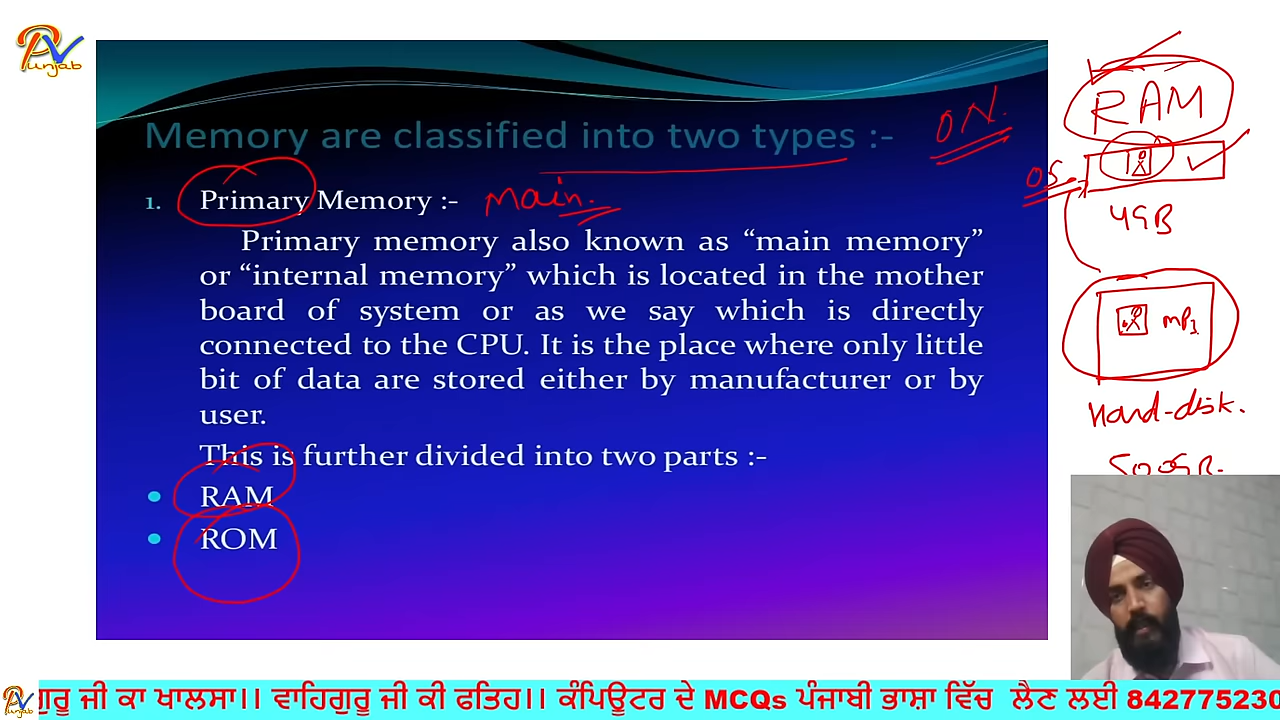 PV
unjab
Memory are classified into two types :-
ON.
1. Primary Memory :- main.
Primary memory also known as “main memory”
or “internal memory” which is located in the mother
board of system or as we say which is directly
connected to the CPU. It is the place where only little
bit of data are stored either by manufacturer or by
user.
This is further divided into two parts :-
• RAM
• ROM
RAM
OS.
4GB
mp3
Hard-disk.
500GB.
ਗੁਰੂ ਜੀ ਕਾ ਖਾਲਸਾ।। ਵਾਹਿਗੁਰੂ ਜੀ ਕੀ ਫਤਿਹ।। ਕੰਪਿਊਟਰ ਦੇ MCQs ਪੰਜਾਬੀ ਭਾਸ਼ਾ ਵਿੱਚ ਲੈਣ ਲਈ 842775230